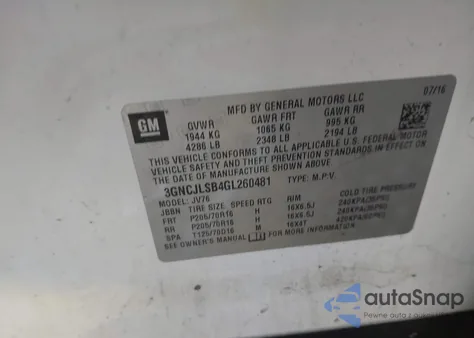 GM
MFD BY GENERAL MOTORS LLC
07/16
GVWR GAWR FRT GAWR RR
1944 KG 1065 KG 995 KG
4286 LB 2348 LB 2194 LB
THIS VEHICLE CONFORMS TO ALL APPLICABLE U.S. FEDERAL MOTOR
VEHICLE SAFETY AND THEFT PREVENTION STANDARDS IN EFFECT ON THE
DATE OF MANUFACTURE SHOWN ABOVE.
3GNCJLSB4GL260481 TYPE: M.P.V.
MODEL: JV76
JBBN TIRE SIZE SPEED RTG RIM COLD TIRE PRESSURE
FRT P205/70R16 H 16X6.5J 240KPA(35PSI)
RR P205/70R16 H 16X6.5J 240KPA(35PSI)
SPA T125/70D16 M 16X4T 420KPA(60PSI)
SEE OWNER'S MANUAL FOR
autaSnap
Pewne auto Laweta